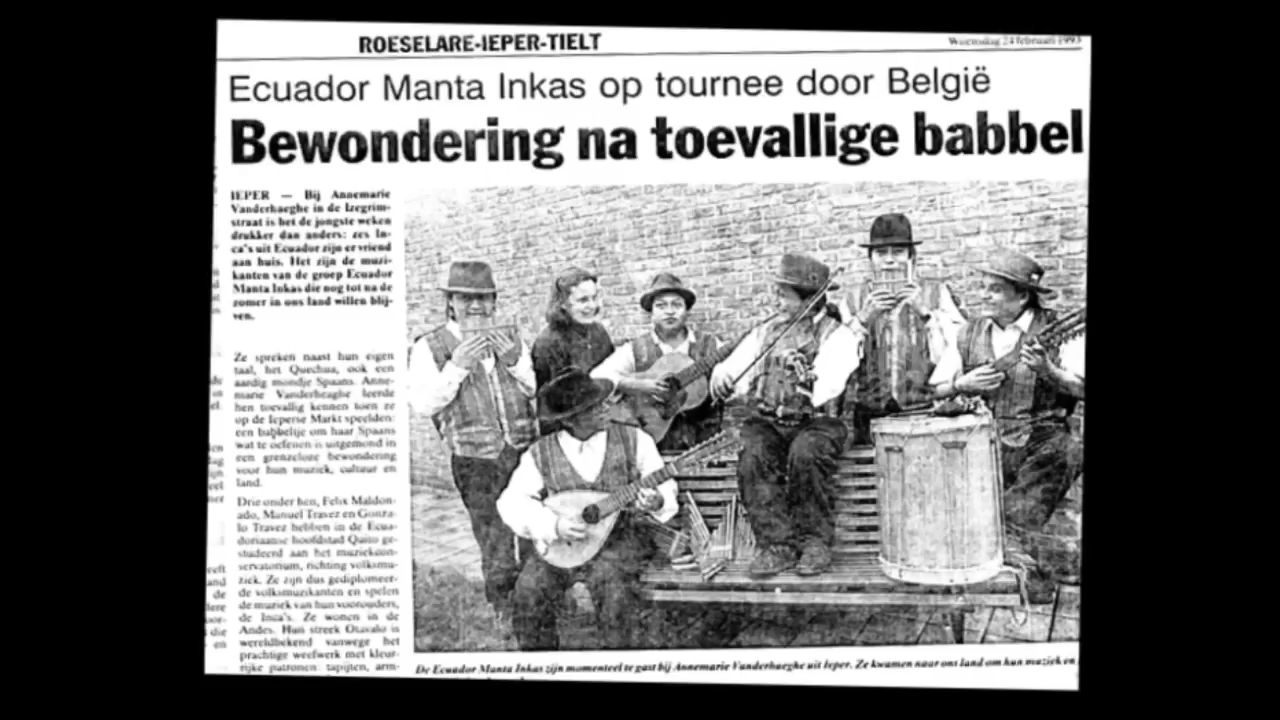 ROESELARE-IEPER-TIELT
Woensdag 24 februari 1993
Ecuador Manta Inkas op tournee door België
Bewondering na toevallige babbel
IEPER — Bij Annemarie
Vanderhaeghe in de Izegrim-
straat is het de jongste weken
drukker dan anders: zes In-
ca's uit Ecuador zijn er vriend
aan huis. Het zijn de muzi-
kanten van de groep Ecuador
Manta Inkas die nog tot na de
zomer in ons land willen blij-
ven.
Ze spreken naast hun eigen
taal, het Quechua, ook een
aardig mondje Spaans. Anne-
marie Vanderheaghe leerde
hen toevallig kennen toen ze
op de Ieperse Markt speelden:
een babbeltje om haar Spaans
wat te oefenen is uitgemond in
een grenzeloze bewondering
voor hun muziek, cultuur en
land.
Drie onder hen, Felix Maldon-
ado, Manuel Travez en Gonza-
lo Travez hebben in de Ecua-
doriaanse hoofdstad Quito ge-
studeerd aan het muziekcon-
servatorium, richting volksmu-
ziek. Ze zijn dus gediplomeer-
de volksmuzikanten en spelen
de muziek van hun voorouders,
de Inca's. Ze wonen in de
Andes. Hun streek Otavalo is
wereldbekend vanwege het
prachtige weefwerk met kleur-
rijke patronen: tapijten, arm-
De Ecuador Manta Inkas zijn momenteel te gast bij Annemarie Vanderhaeghe uit Ieper. Ze kwamen naar ons land om hun muziek en